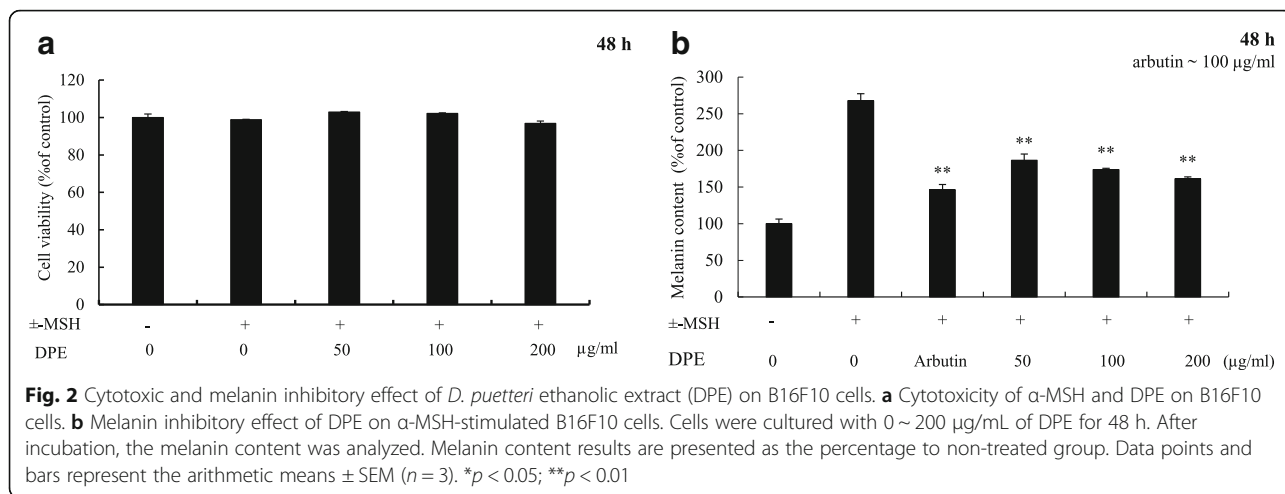 a
48 h
120
100
80
60
40
20
0
Cell viability (%of control)
±-MSH - + + + +
DPE 0 0 50 100 200 µg/ml
b
48 h
arbutin ~ 100 µg/ml
300
250
200
150
100
50
0
Melanin content (%of control)
** ** ** **
±-MSH - + + + + +
DPE 0 0 Arbutin 50 100 200 (µg/ml)
Fig. 2 Cytotoxic and melanin inhibitory effect of D. puetteri ethanolic extract (DPE) on B16F10 cells. a Cytotoxicity of α-MSH and DPE on B16F10
cells. b Melanin inhibitory effect of DPE on α-MSH-stimulated B16F10 cells. Cells were cultured with 0 ~ 200 µg/mL of DPE for 48 h. After
incubation, the melanin content was analyzed. Melanin content results are presented as the percentage to non-treated group. Data points and
bars represent the arithmetic means ± SEM (n = 3). *p < 0.05; **p < 0.01